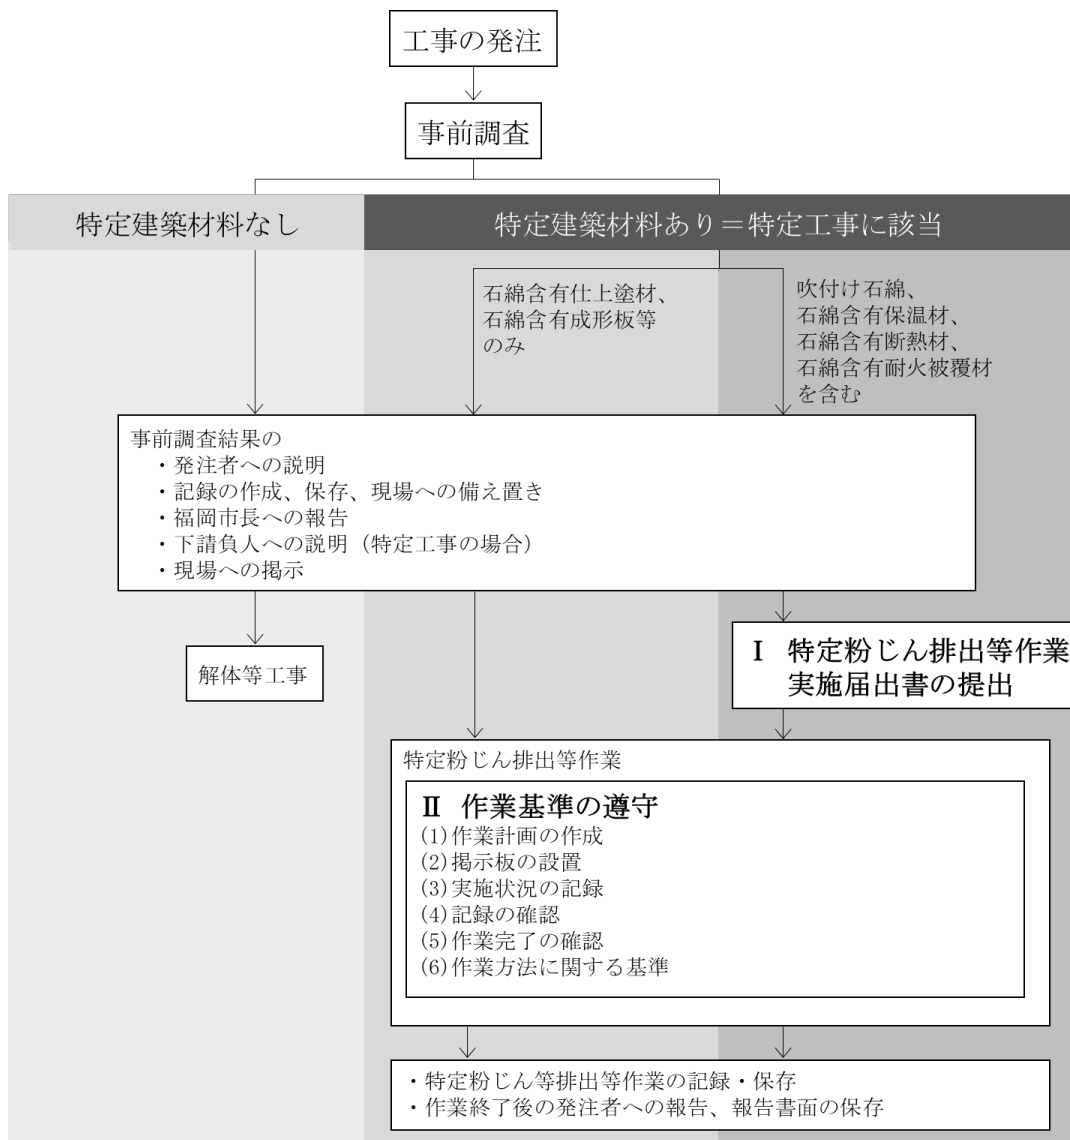 工事の発注
事前調査
特定建築材料なし
特定建築材料あり＝特定工事に該当
石綿含有仕上塗材、
石綿含有成形板等
のみ
吹付け石綿、
石綿含有保温材、
石綿含有断熱材、
石綿含有耐火被覆材
を含む
事前調査結果の
・発注者への説明
・記録の作成、保存、現場への備え置き
・福岡市長への報告
・下請負人への説明（特定工事の場合）
・現場への掲示
解体等工事
Ⅰ 特定粉じん排出等作業
実施届出書の提出
特定粉じん排出等作業
Ⅱ 作業基準の遵守
(1)作業計画の作成
(2)掲示板の設置
(3)実施状況の記録
(4)記録の確認
(5)作業完了の確認
(6)作業方法に関する基準
・特定粉じん等排出等作業の記録・保存
・作業終了後の発注者への報告、報告書面の保存